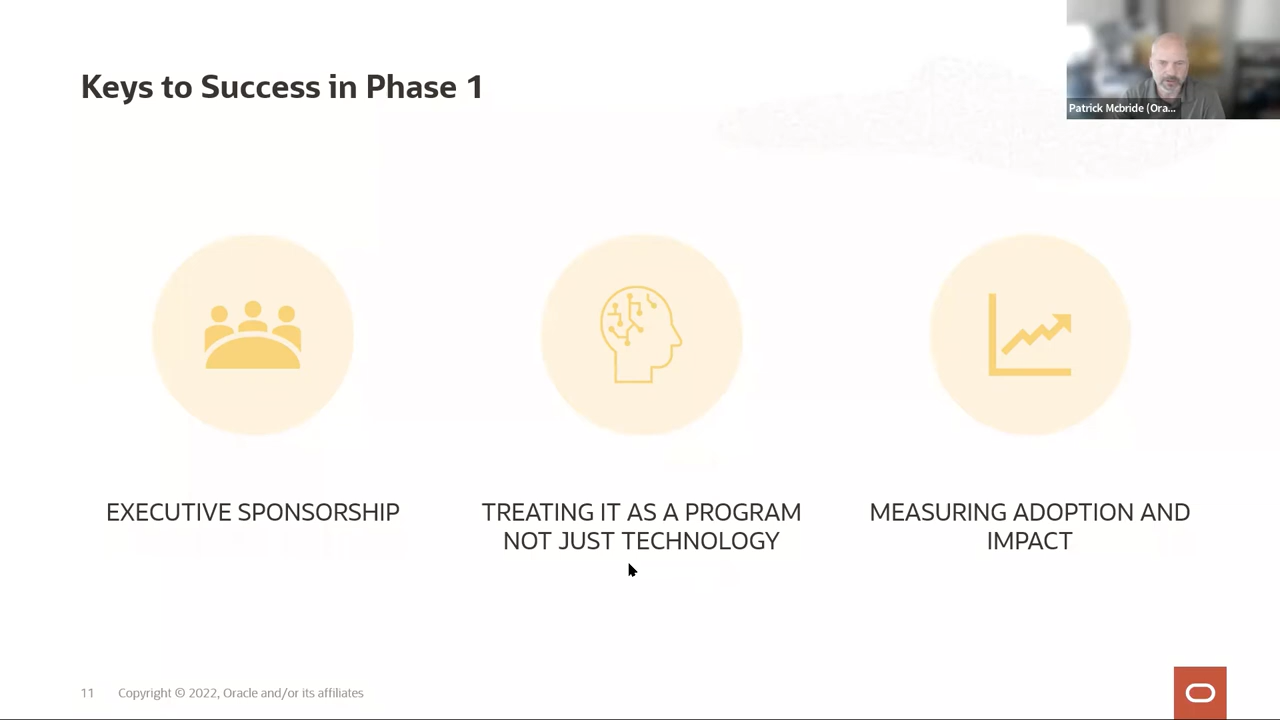 Keys to Success in Phase 1
Patrick Mcbride (Ora...
EXECUTIVE SPONSORSHIP
TREATING IT AS A PROGRAM
NOT JUST TECHNOLOGY
MEASURING ADOPTION AND
IMPACT
11 Copyright © 2022, Oracle and/or its affiliates